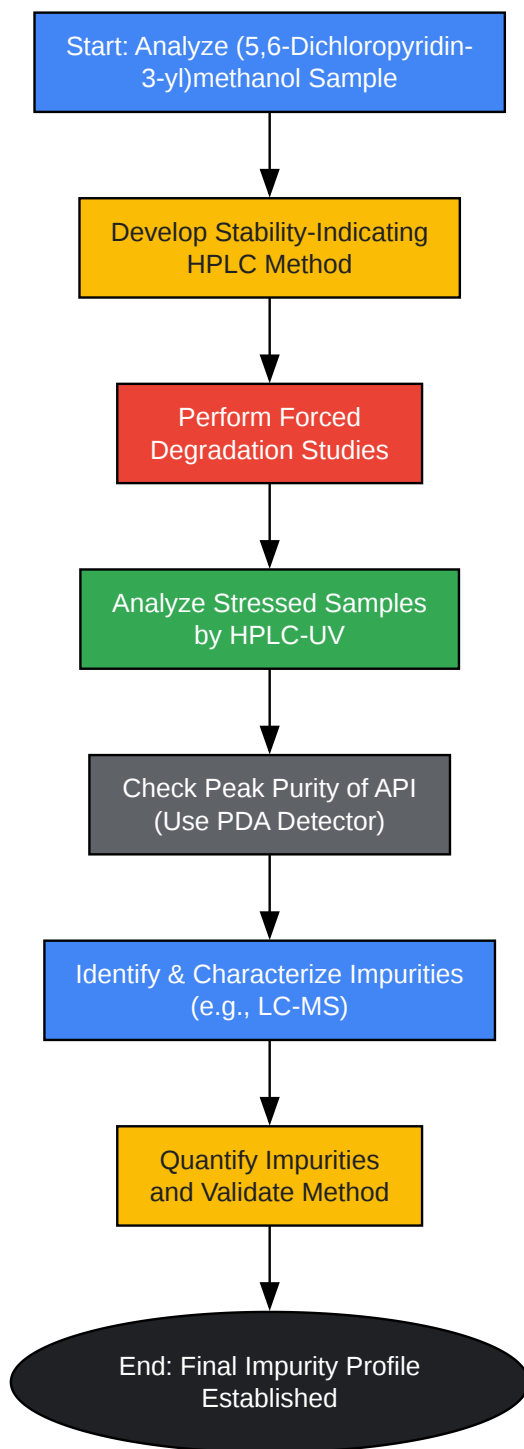 Start: Analyze (5,6-Dichloropyridin-
3-yl)methanol Sample
Develop Stability-Indicating
HPLC Method
Perform Forced
Degradation Studies
Analyze Stressed Samples
by HPLC-UV
Check Peak Purity of API
(Use PDA Detector)
Identify & Characterize Impurities
(e.g., LC-MS)
Quantify Impurities
and Validate Method
End: Final Impurity Profile
Established